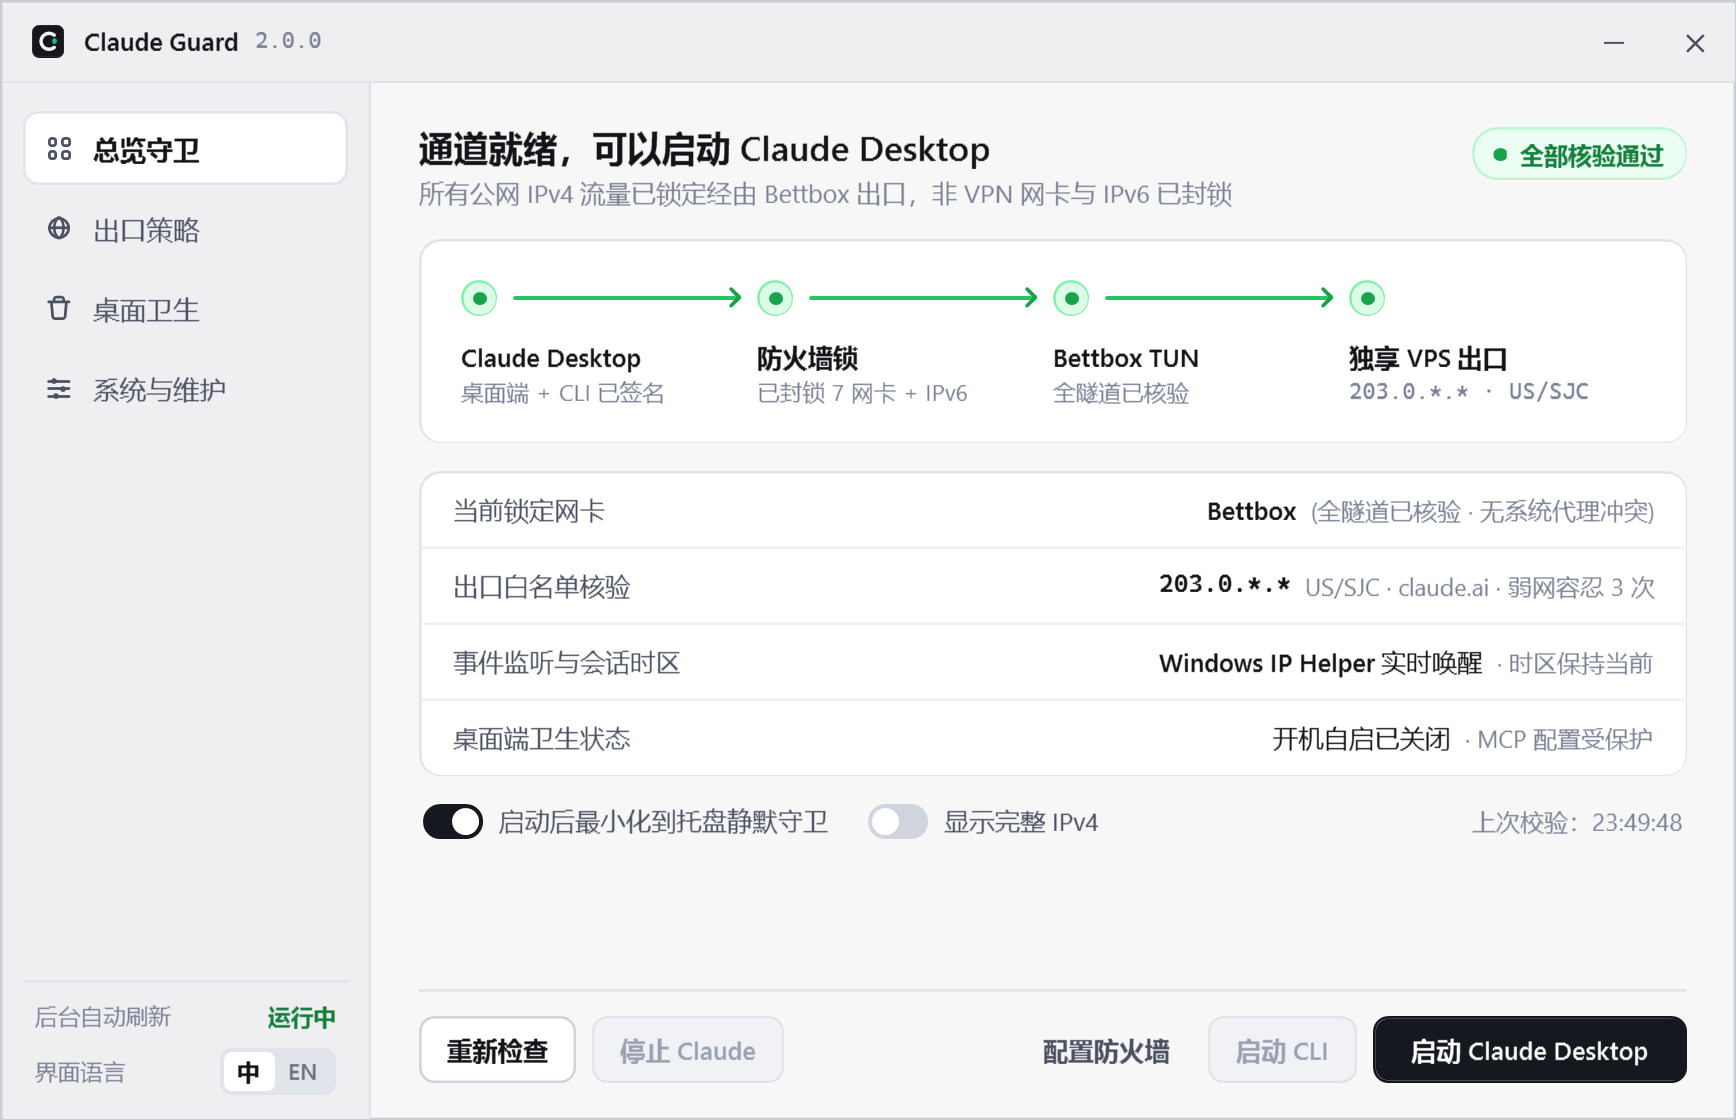 Claude Guard 2.0.0
总览守卫
出口策略
桌面卫生
系统与维护
后台自动刷新 运行中
界面语言 中 EN
通道就绪，可以启动 Claude Desktop
全部核验通过
所有公网 IPv4 流量已锁定经由 Bettbox 出口，非 VPN 网卡与 IPv6 已封锁
Claude Desktop
桌面端 + CLI 已签名
防火墙锁
已封锁 7 网卡 + IPv6
Bettbox TUN
全隧道已核验
独享 VPS 出口
203.0.*.* · US/SJC
当前锁定网卡 Bettbox (全隧道已核验 · 无系统代理冲突)
出口白名单核验 203.0.*.* US/SJC · claude.ai · 弱网容忍 3 次
事件监听与会话时区 Windows IP Helper 实时唤醒 · 时区保持当前
桌面端卫生状态 开机自启已关闭 · MCP 配置受保护
启动后最小化到托盘静默守卫 显示完整 IPv4 上次校验：23:49:48
重新检查 停止 Claude 配置防火墙 启动 CLI 启动 Claude Desktop